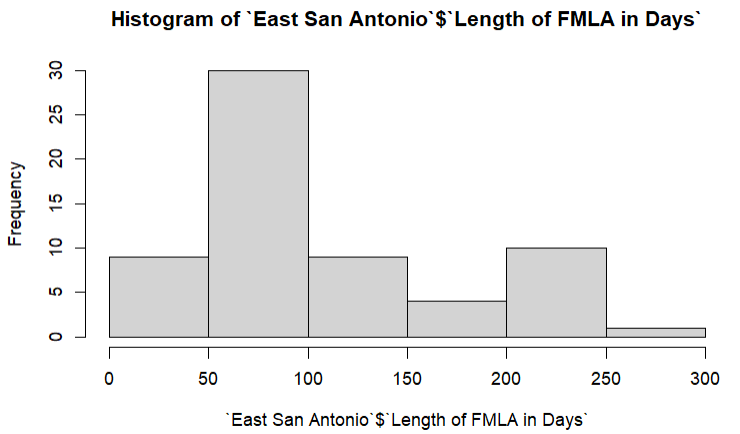 Histogram of `East San Antonio`$`Length of FMLA in Days`
Frequency
30
25
20
15
10
5
0
0 50 100 150 200 250 300
`East San Antonio`$`Length of FMLA in Days`